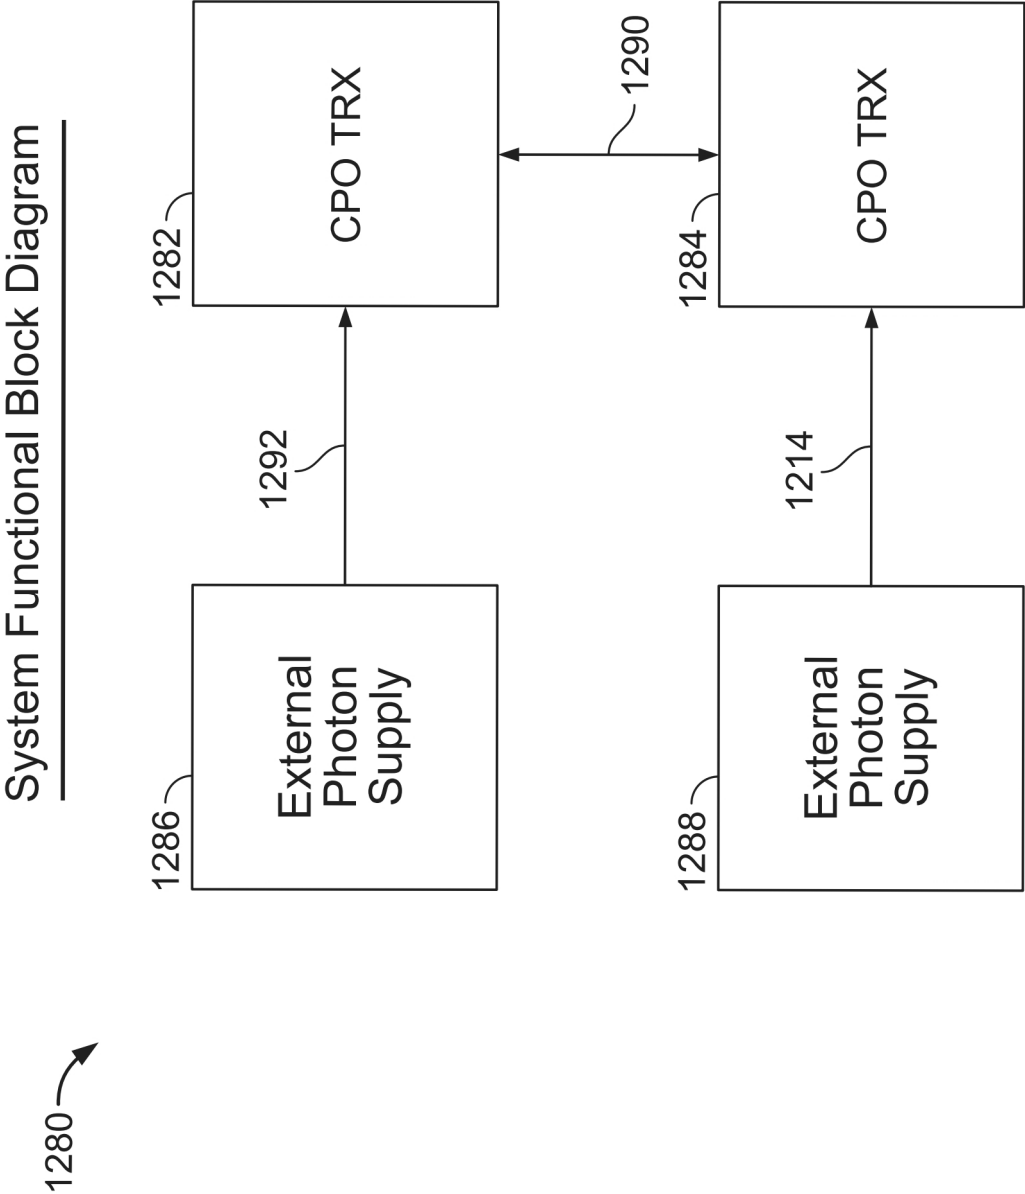 System Functional Block Diagram
1280
1286
External
Photon
Supply
1292
1282
CPO TRX
1290
1288
External
Photon
Supply
1214
1284
CPO TRX